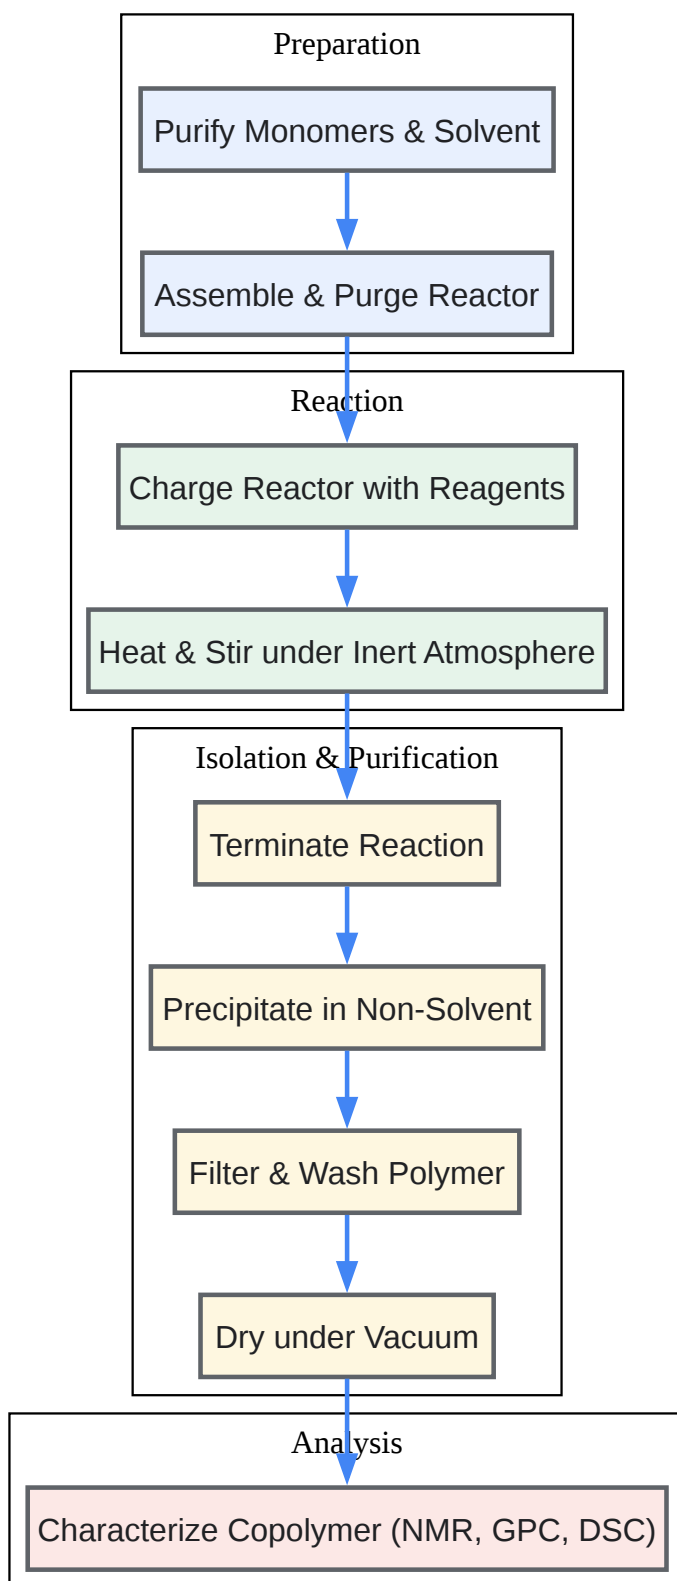 Preparation
Purify Monomers & Solvent
Assemble & Purge Reactor
Reaction
Charge Reactor with Reagents
Heat & Stir under Inert Atmosphere
Isolation & Purification
Terminate Reaction
Precipitate in Non-Solvent
Filter & Wash Polymer
Dry under Vacuum
Analysis
Characterize Copolymer (NMR, GPC, DSC)